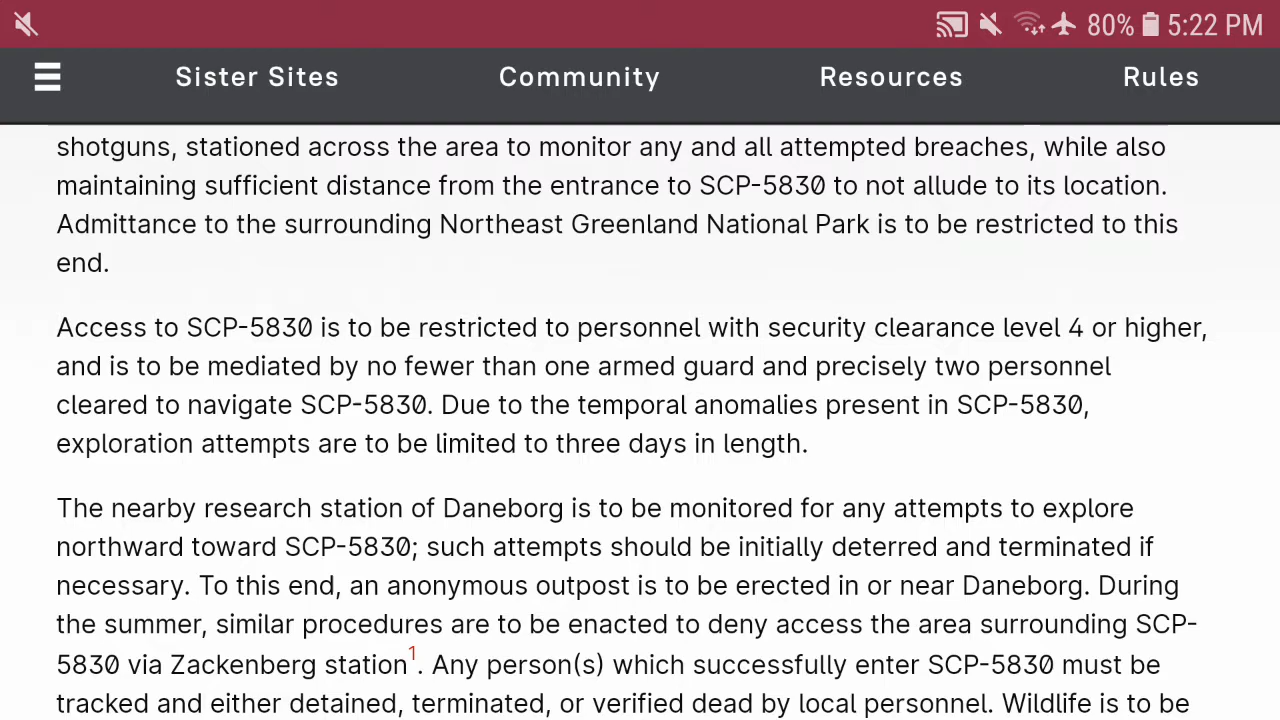 80% 5:22 PM
Sister Sites Community Resources Rules
shotguns, stationed across the area to monitor any and all attempted breaches, while also
maintaining sufficient distance from the entrance to SCP-5830 to not allude to its location.
Admittance to the surrounding Northeast Greenland National Park is to be restricted to this
end.
Access to SCP-5830 is to be restricted to personnel with security clearance level 4 or higher,
and is to be mediated by no fewer than one armed guard and precisely two personnel
cleared to navigate SCP-5830. Due to the temporal anomalies present in SCP-5830,
exploration attempts are to be limited to three days in length.
The nearby research station of Daneborg is to be monitored for any attempts to explore
northward toward SCP-5830; such attempts should be initially deterred and terminated if
necessary. To this end, an anonymous outpost is to be erected in or near Daneborg. During
the summer, similar procedures are to be enacted to deny access the area surrounding SCP-
5830 via Zackenberg station1. Any person(s) which successfully enter SCP-5830 must be
tracked and either detained, terminated, or verified dead by local personnel. Wildlife is to be